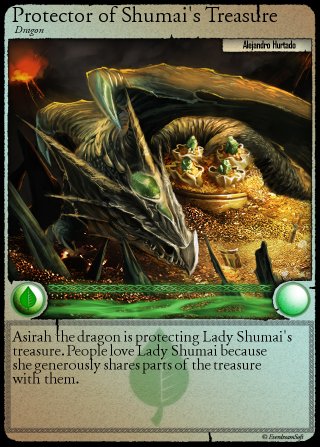 Protector of Shumai's Treasure
Dragon
Alejandro Hurtado
Asirah the dragon is protecting Lady Shumai's
treasure. People love Lady Shumai because
she generously shares parts of the treasure
with them.
© EverdreamSoft